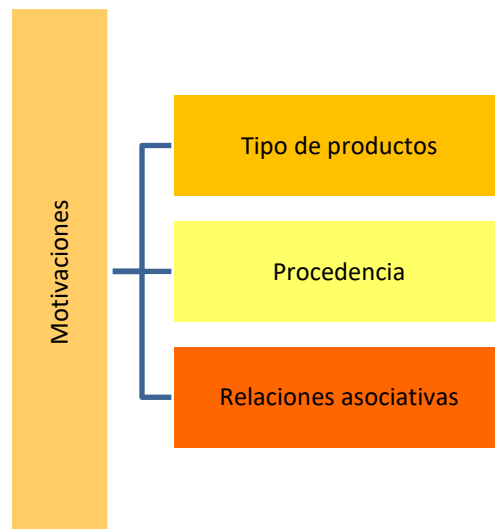 Motivaciones
Tipo de productos
Procedencia
Relaciones asociativas